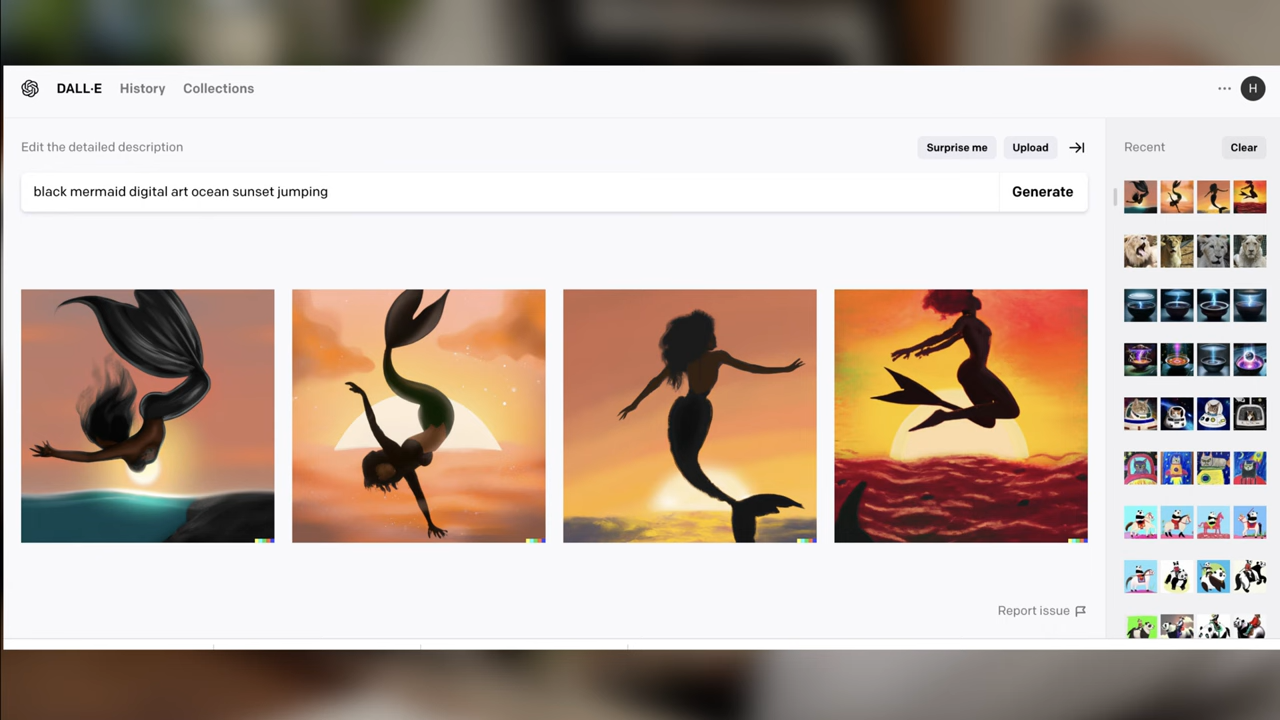 DALL·E History Collections
··· H
Edit the detailed description
Surprise me Upload
Recent Clear
black mermaid digital art ocean sunset jumping
Generate
Report issue